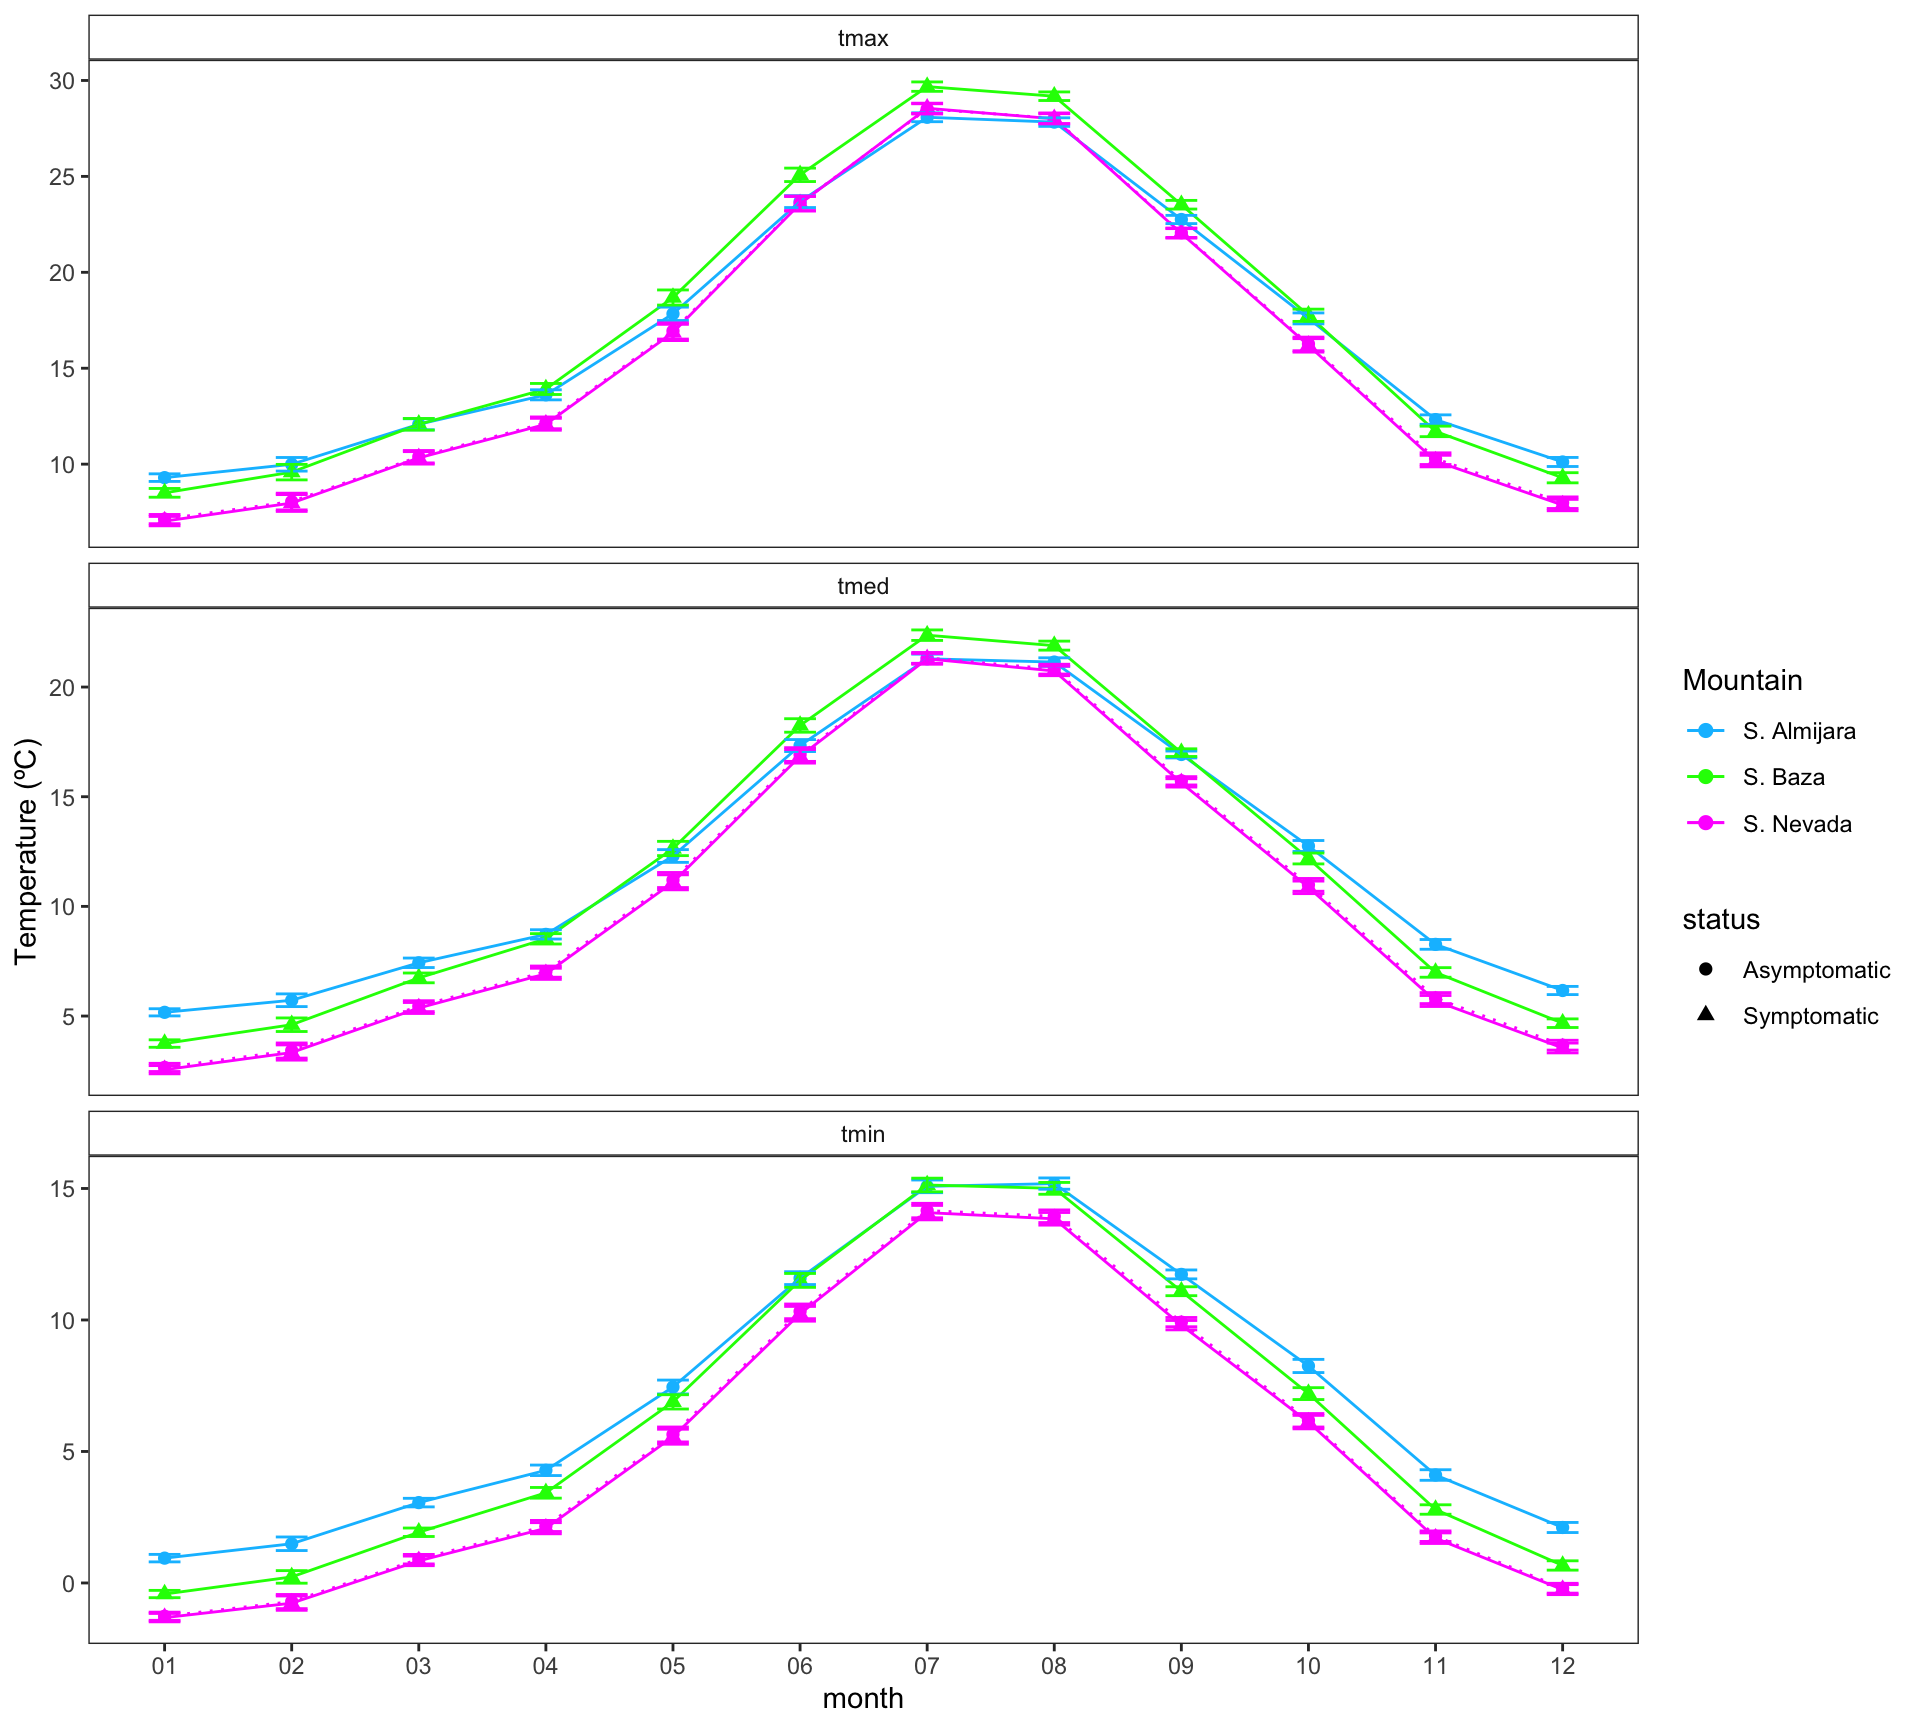 tmax
30
25
20
15
10
tmed
20
15
10
5
tmin
15
10
5
0
01 02 03 04 05 06 07 08 09 10 11 12
month
Temperature (ºC)
Mountain
S. Almijara
S. Baza
S. Nevada
status
Asymptomatic
Symptomatic